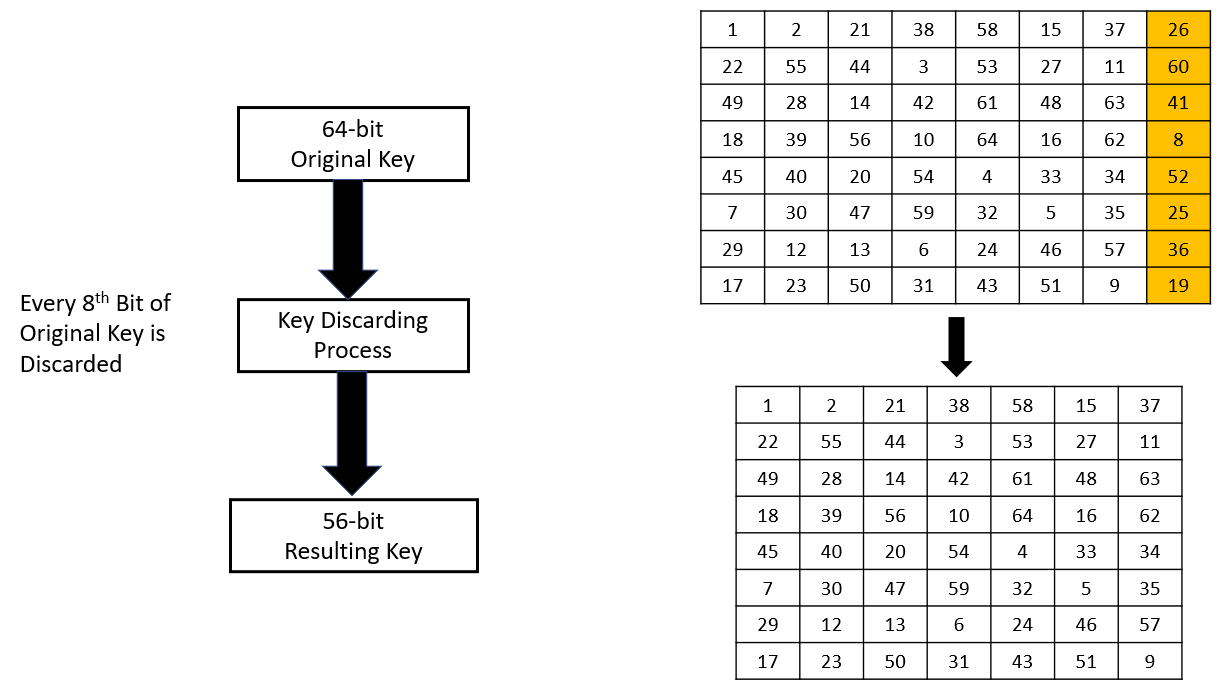 64-bit
Original Key
Every 8th Bit of
Original Key is
Discarded
Key Discarding
Process
56-bit
Resulting Key
1 2 21 38 58 15 37 26
22 55 44 3 53 27 11 60
49 28 14 42 61 48 63 41
18 39 56 10 64 16 62 8
45 40 20 54 4 33 34 52
7 30 47 59 32 5 35 25
29 12 13 6 24 46 57 36
17 23 50 31 43 51 9 19
1 2 21 38 58 15 37
22 55 44 3 53 27 11
49 28 14 42 61 48 63
18 39 56 10 64 16 62
45 40 20 54 4 33 34
7 30 47 59 32 5 35
29 12 13 6 24 46 57
17 23 50 31 43 51 9